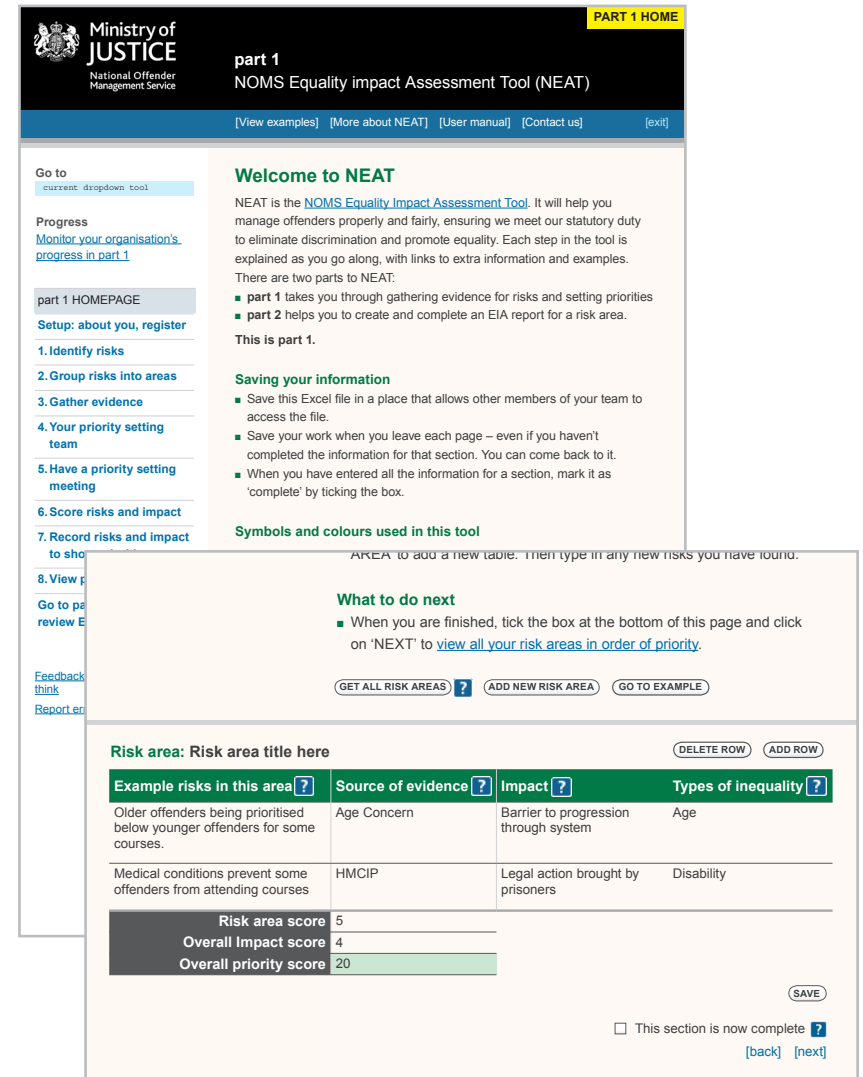 PART 1 HOME
Ministry of
JUSTICE
National Offender
Management Service
part 1
NOMS Equality impact Assessment Tool (NEAT)
[View examples] [More about NEAT] [User manual] [Contact us] [exit]
Go to
current dropdown tool
Progress
Monitor your organisation's
progress in part 1
part 1 HOMEPAGE
Setup: about you, register
1. Identify risks
2. Group risks into areas
3. Gather evidence
4. Your priority setting
team
5. Have a priority setting
meeting
6. Score risks and impact
7. Record risks and impact
to sho
8. View p
Go to pa
review E
Feedback
think
Report er
Welcome to NEAT
NEAT is the NOMS Equality Impact Assessment Tool. It will help you
manage offenders properly and fairly, ensuring we meet our statutory duty
to eliminate discrimination and promote equality. Each step in the tool is
explained as you go along, with links to extra information and examples.
There are two parts to NEAT:
■ part 1 takes you through gathering evidence for risks and setting priorities
■ part 2 helps you to create and complete an EIA report for a risk area.
This is part 1.
Saving your information
■ Save this Excel file in a place that allows other members of your team to
access the file.
■ Save your work when you leave each page – even if you haven't
completed the information for that section. You can come back to it.
■ When you have entered all the information for a section, mark it as
'complete' by ticking the box.
Symbols and colours used in this tool
AREA' to add a new table. Then type in any new risks you have found.
What to do next
■ When you are finished, tick the box at the bottom of this page and click
on 'NEXT' to view all your risk areas in order of priority.
GET ALL RISK AREAS ? ADD NEW RISK AREA GO TO EXAMPLE
Risk area: Risk area title here DELETE ROW ADD ROW
Example risks in this area ? Source of evidence ? Impact ? Types of inequality ?
Older offenders being prioritised
below younger offenders for some
courses.
Age Concern
Barrier to progression
through system
Age
Medical conditions prevent some
offenders from attending courses
HMCIP
Legal action brought by
prisoners
Disability
Risk area score 5
Overall Impact score 4
Overall priority score 20
SAVE
This section is now complete ?
[back] [next]